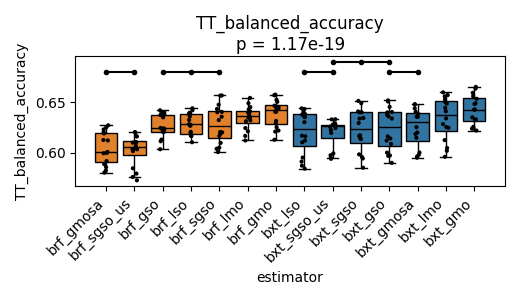 TT_balanced_accuracy
p = 1.17e-19
TT_balanced_accuracy
0.65
0.60
brf_gmosa
brf_sgso_us
brf_gso
brf_lso
brf_sgso
brf_lmo
brf_gmo
bxt_lso
bxt_sgso_us
bxt_sgso
bxt_gso
bxt_gmosa
bxt_lmo
bxt_gmo
estimator